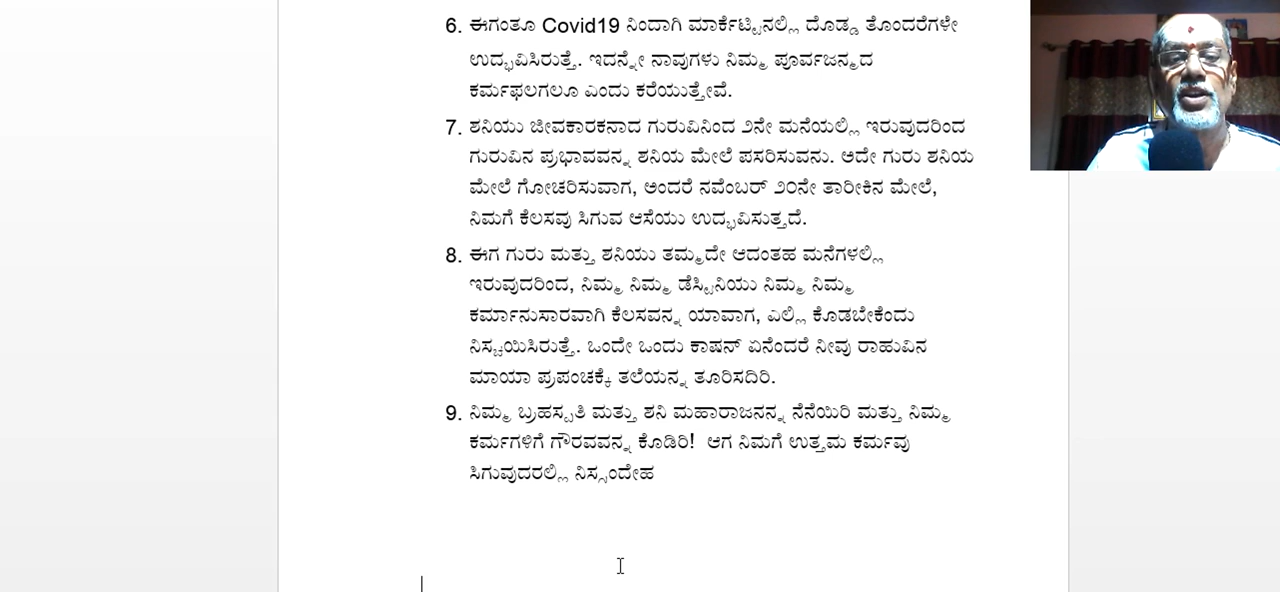 6. ಈಗಂತೂ Covid19 ನಿಂದಾಗಿ ಮಾರ್ಕೆಟ್ಟಿನಲ್ಲಿ ದೊಡ್ಡ ತೊಂದರೆಗಳೇ
ಉದ್ಭವಿಸಿರುತ್ತೆ. ಇದನ್ನೇ ನಾವುಗಳು ನಿಮ್ಮ ಪೂರ್ವಜನ್ಮದ
ಕರ್ಮಫಲಗಲೂ ಎಂದು ಕರೆಯುತ್ತೇವೆ.
7. ಶನಿಯು ಜೀವಕಾರಕನಾದ ಗುರುವಿನಿಂದ ೨ನೇ ಮನೆಯಲ್ಲಿ ಇರುವುದರಿಂದ
ಗುರುವಿನ ಪ್ರಭಾವವನ್ನ ಶನಿಯ ಮೇಲೆ ಪಸರಿಸುವನು. ಅದೇ ಗುರು ಶನಿಯ
ಮೇಲೆ ಗೋಚರಿಸುವಾಗ, ಅಂದರೆ ನವೆಂಬರ್ ೨೦ನೇ ತಾರೀಕಿನ ಮೇಲೆ,
ನಿಮಗೆ ಕೆಲಸವು ಸಿಗುವ ಆಸೆಯು ಉದ್ಭವಿಸುತ್ತದೆ.
8. ಈಗ ಗುರು ಮತ್ತು ಶನಿಯು ತಮ್ಮದೇ ಆದಂತಹ ಮನೆಗಳಲ್ಲಿ
ಇರುವುದರಿಂದ, ನಿಮ್ಮ ನಿಮ್ಮ ಡೆಸ್ಟಿನಿಯು ನಿಮ್ಮ ನಿಮ್ಮ
ಕರ್ಮಾನುಸಾರವಾಗಿ ಕೆಲಸವನ್ನ ಯಾವಾಗ, ಎಲ್ಲಿ ಕೊಡಬೇಕೆಂದು
ನಿಸ್ಚಯಿಸಿರುತ್ತೆ. ಒಂದೇ ಒಂದು ಕಾಷನ್ ಏನೆಂದರೆ ನೀವು ರಾಹುವಿನ
ಮಾಯಾ ಪ್ರಪಂಚಕ್ಕೆ ತಲೆಯನ್ನ ತೂರಿಸದಿರಿ.
9. ನಿಮ್ಮ ಬ್ರಹಸ್ಪತಿ ಮತ್ತು ಶನಿ ಮಹಾರಾಜನನ್ನ ನೆನೆಯಿರಿ ಮತ್ತು ನಿಮ್ಮ
ಕರ್ಮಗಳಿಗೆ ಗೌರವವನ್ನ ಕೊಡಿರಿ! ಆಗ ನಿಮಗೆ ಉತ್ತಮ ಕರ್ಮವು
ಸಿಗುವುದರಲ್ಲಿ ನಿಸ್ಸಂದೇಹ